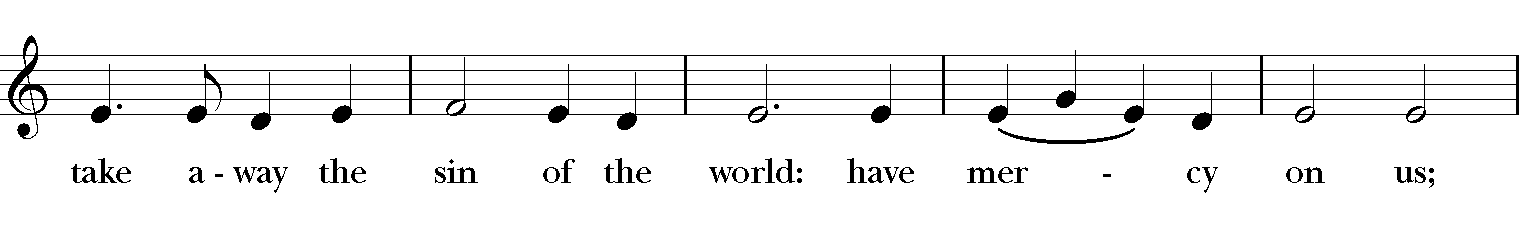 take a - way the sin of the world: have mer - cy on us;